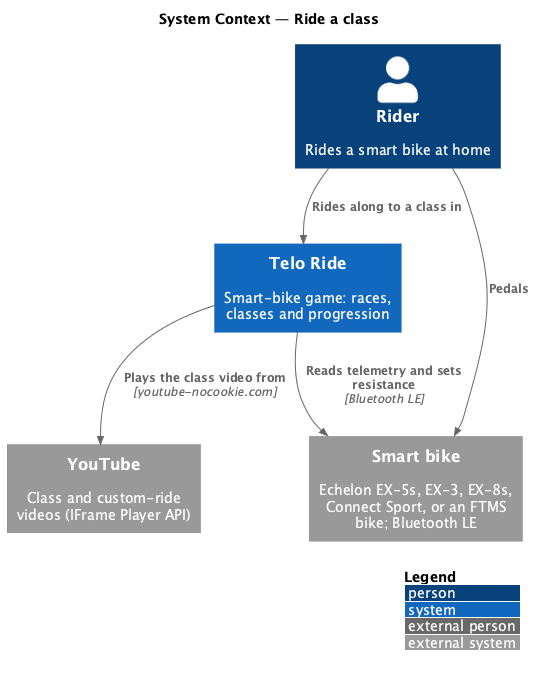 System Context — Ride a class
Rider
Rides a smart bike at home
Rides along to a class in
Telo Ride
Smart-bike game: races,
classes and progression
Pedals
Plays the class video from
[youtube-nocookie.com]
Reads telemetry and sets
resistance
[Bluetooth LE]
YouTube
Class and custom-ride
videos (IFrame Player API)
Smart bike
Echelon EX-5s, EX-3, EX-8s,
Connect Sport, or an FTMS
bike; Bluetooth LE
Legend
person
system
external person
external system